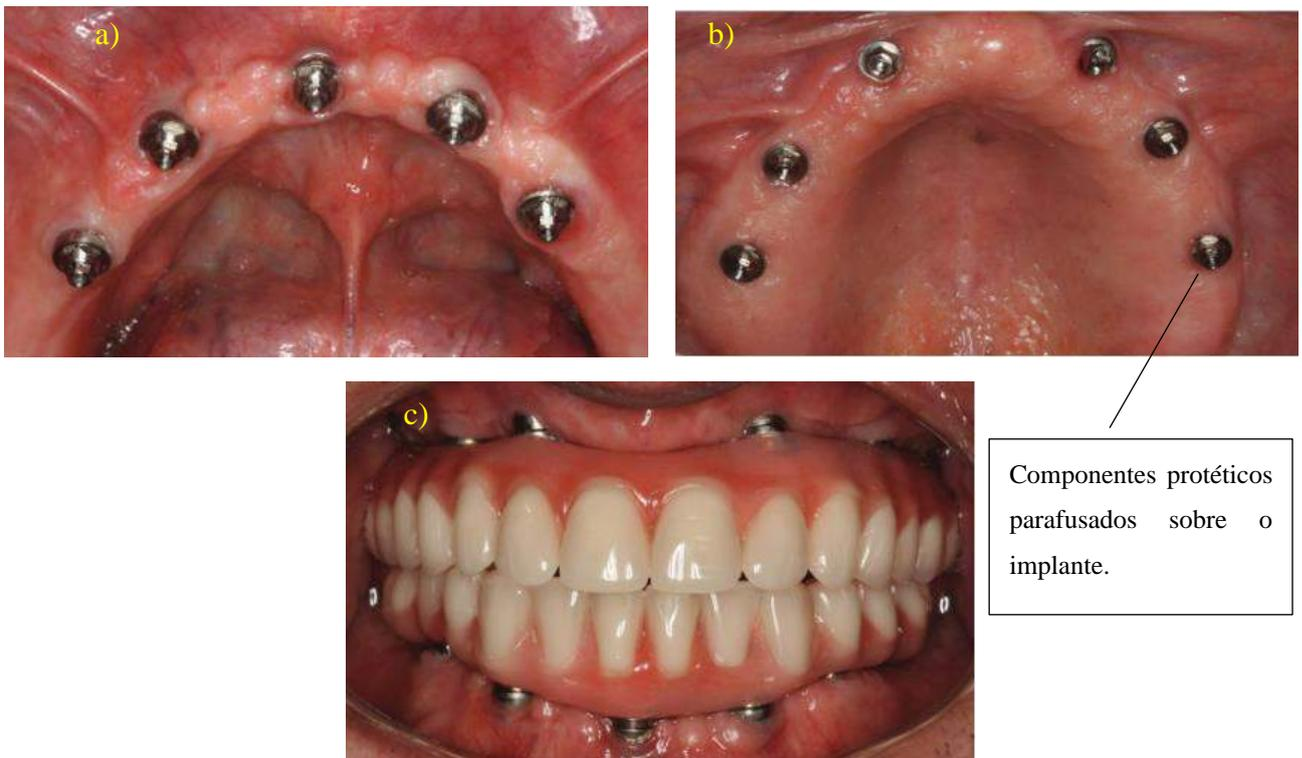 a)
b)
c)
Componentes protéticos
parafusados sobre o
implante.